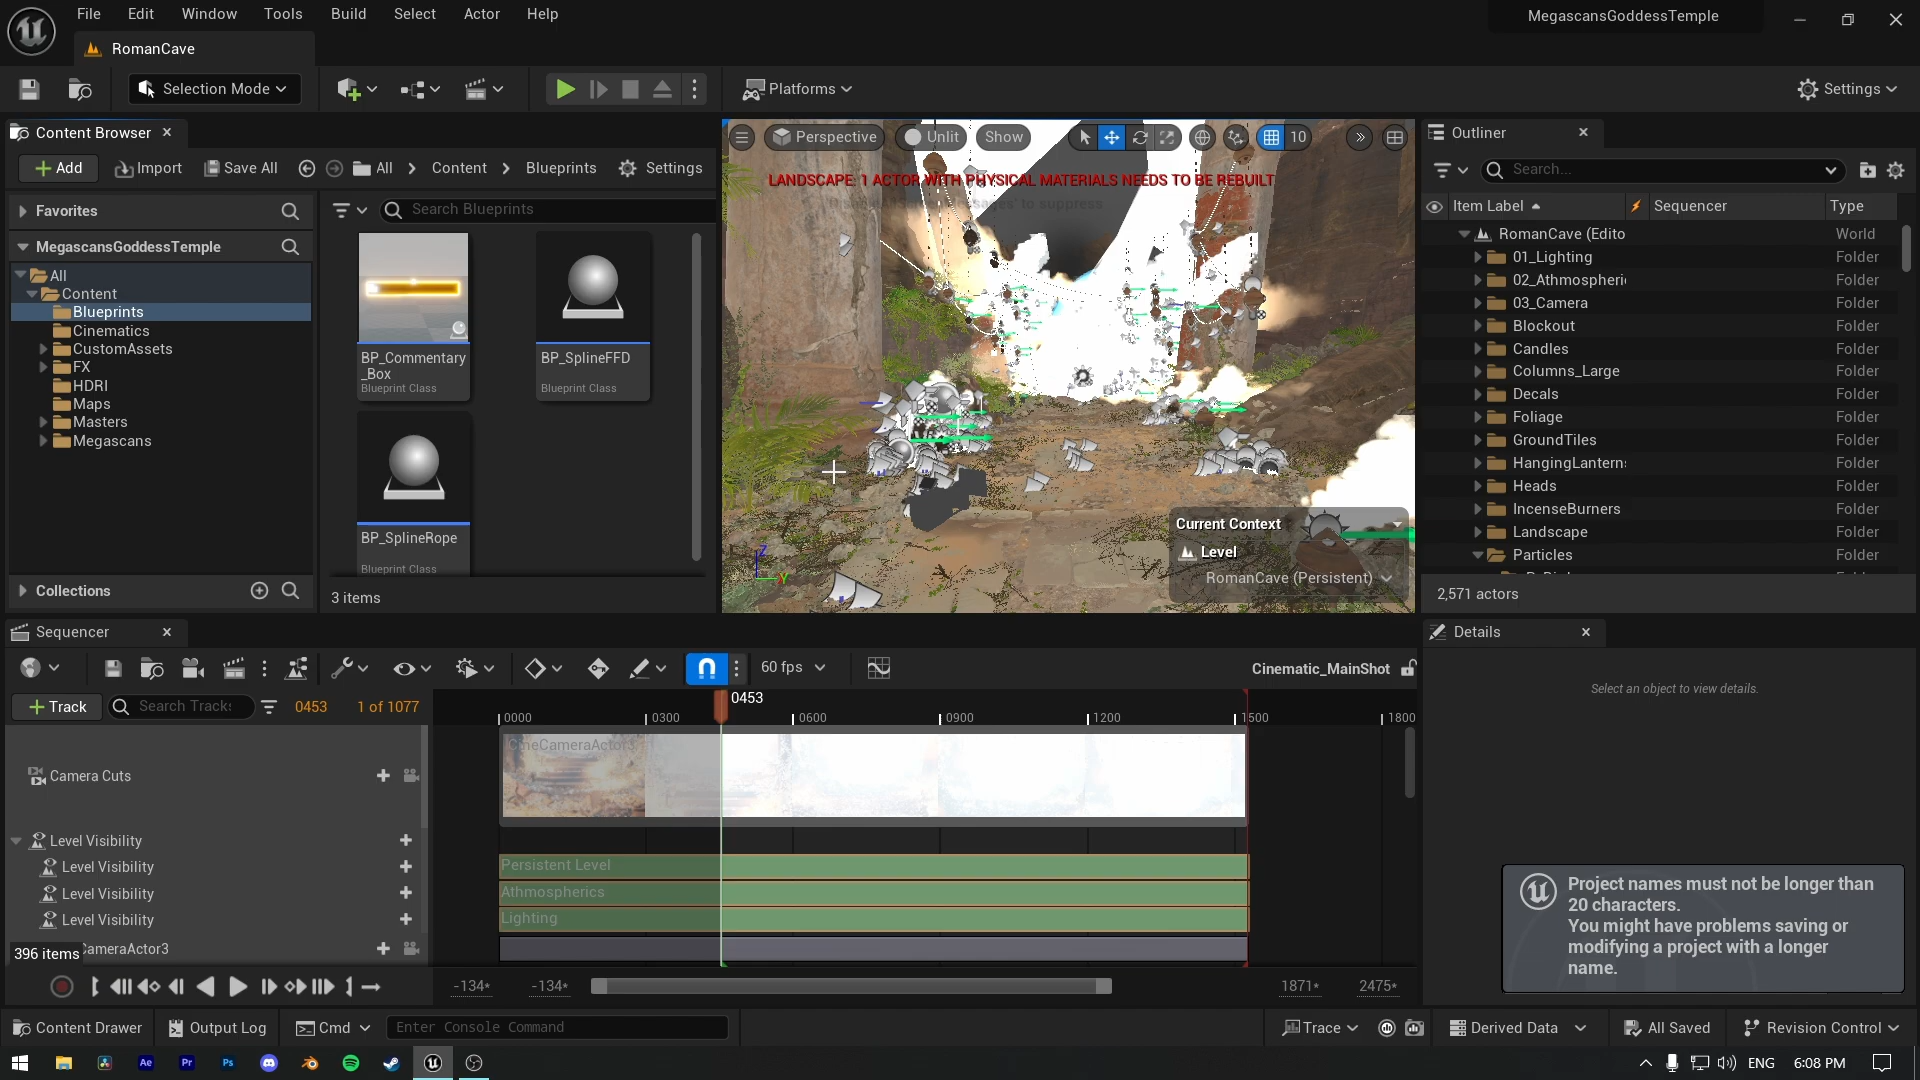 File Edit Window Tools Build Select Actor Help
MegascansGoddessTemple
RomanCave
Selection Mode
Platforms
Settings
Content Browser
Add Import Save All All Content Blueprints Settings
Favorites
Search Blueprints
MegascansGoddessTemple
All
Content
Blueprints
Cinematics
CustomAssets
FX
HDRI
Maps
Masters
Megascans
Collections
BP_Commentary
_Box
Blueprint Class
BP_SplineFFD
Blueprint Class
BP_SplineRope
Blueprint Class
3 items
Perspective Unlit Show 10
LANDSCAPE: 1 ACTOR WITH PHYSICAL MATERIALS NEEDS TO BE REBUILT
'DisableAllScreenMessages' to suppress
Z
Y
Current Context
Level
RomanCave (Persistent)
Outliner
Search...
Item Label Sequencer Type
RomanCave (Edito World
01_Lighting Folder
02_Athmospheri Folder
03_Camera Folder
Blockout Folder
Candles Folder
Columns_Large Folder
Decals Folder
Foliage Folder
GroundTiles Folder
HangingLantern Folder
Heads Folder
IncenseBurners Folder
Landscape Folder
Particles Folder
2,571 actors
Sequencer
60 fps
Cinematic_MainShot
Track Search Tracks 0453 1 of 1077
0453
0000 0300 0600 0900 1200 1500 1800
Camera Cuts
CineCameraActor3
Level Visibility
Level Visibility
Level Visibility
Level Visibility
Persistent Level
Athmospherics
Lighting
396 items
CameraActor3
-134* -134* 1871* 2475*
Details
Select an object to view details.
Project names must not be longer than
20 characters.
You might have problems saving or
modifying a project with a longer
name.
Content Drawer Output Log Cmd Enter Console Command Trace Derived Data All Saved Revision Control
Ae Pr Ps
ENG 6:08 PM